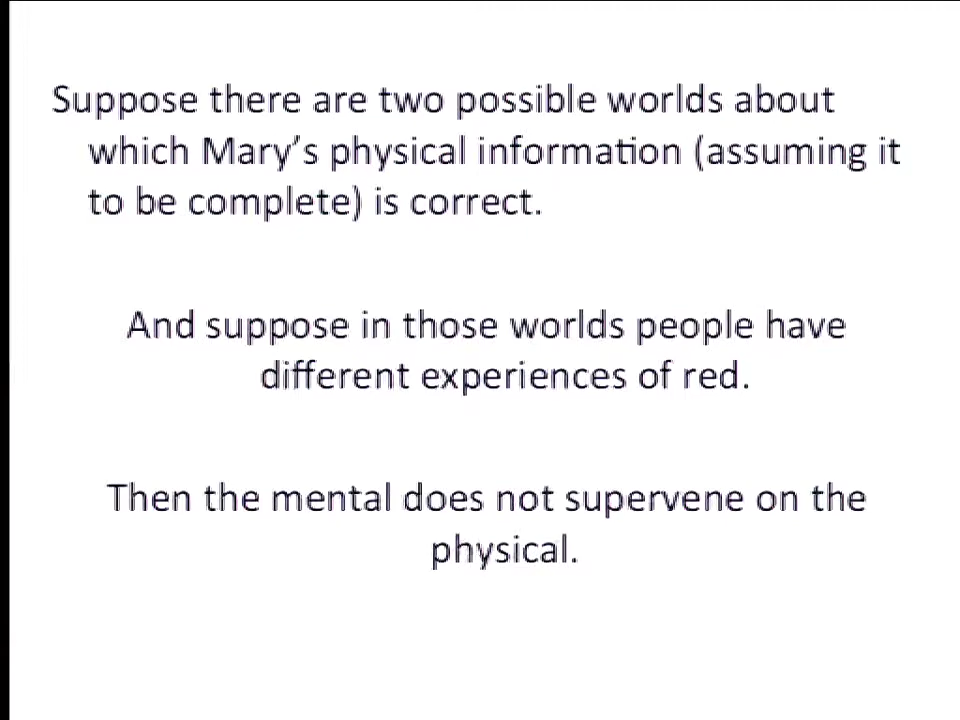 Suppose there are two possible worlds about
which Mary's physical information (assuming it
to be complete) is correct.
And suppose in those worlds people have
different experiences of red.
Then the mental does not supervene on the
physical.